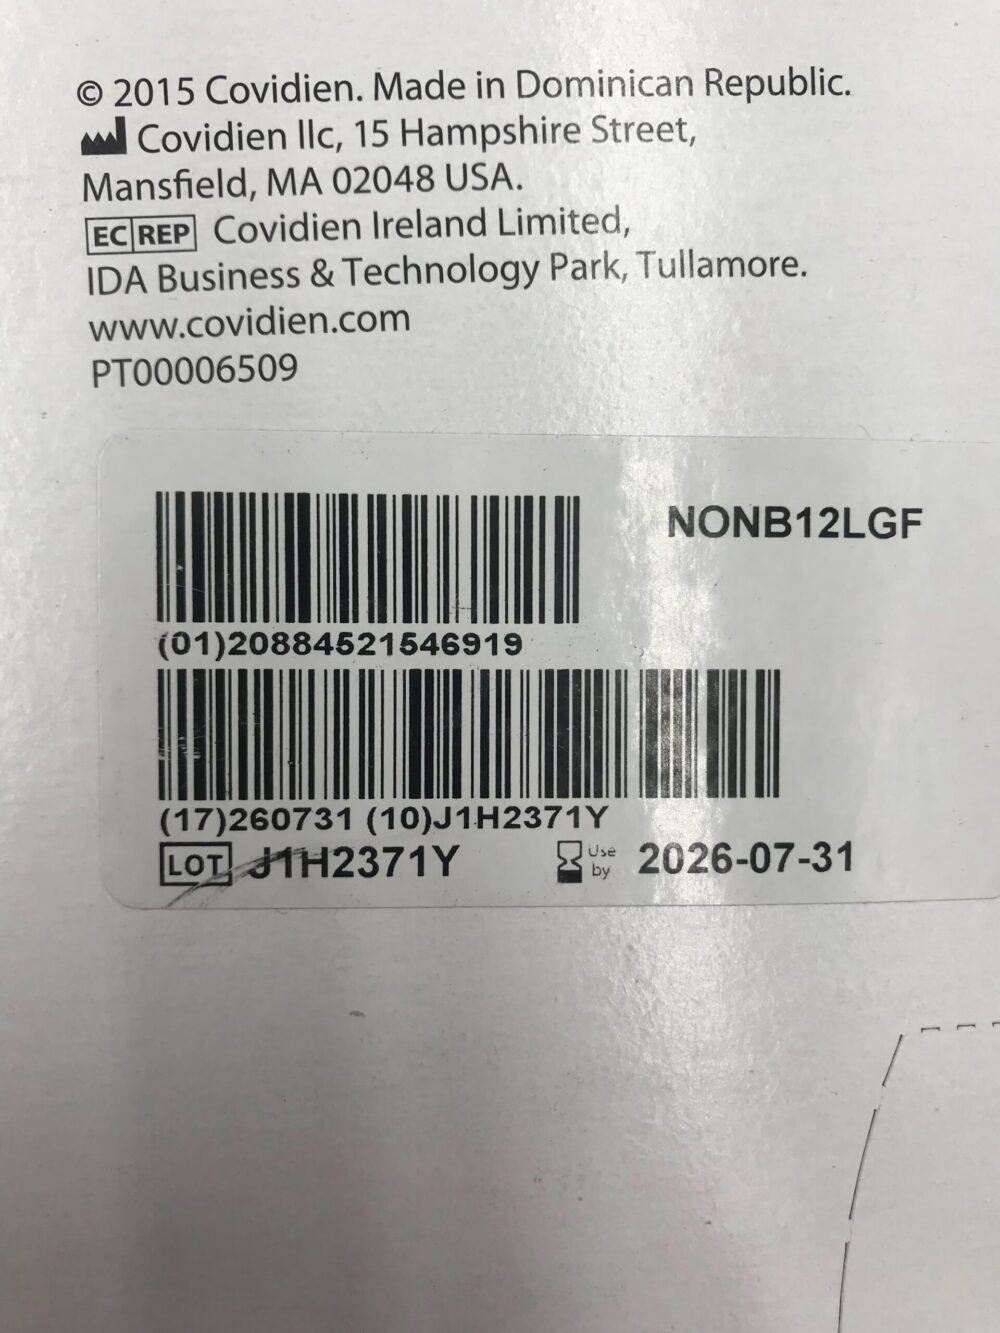 © 2015 Covidien. Made in Dominican Republic.
Covidien llc, 15 Hampshire Street,
Mansfield, MA 02048 USA.
EC REP Covidien Ireland Limited,
IDA Business & Technology Park, Tullamore.
www.covidien.com
PT00006509
NONB12LGF
(01)20884521546919
(17)260731 (10)J1H2371Y
LOT J1H2371Y Use by 2026-07-31